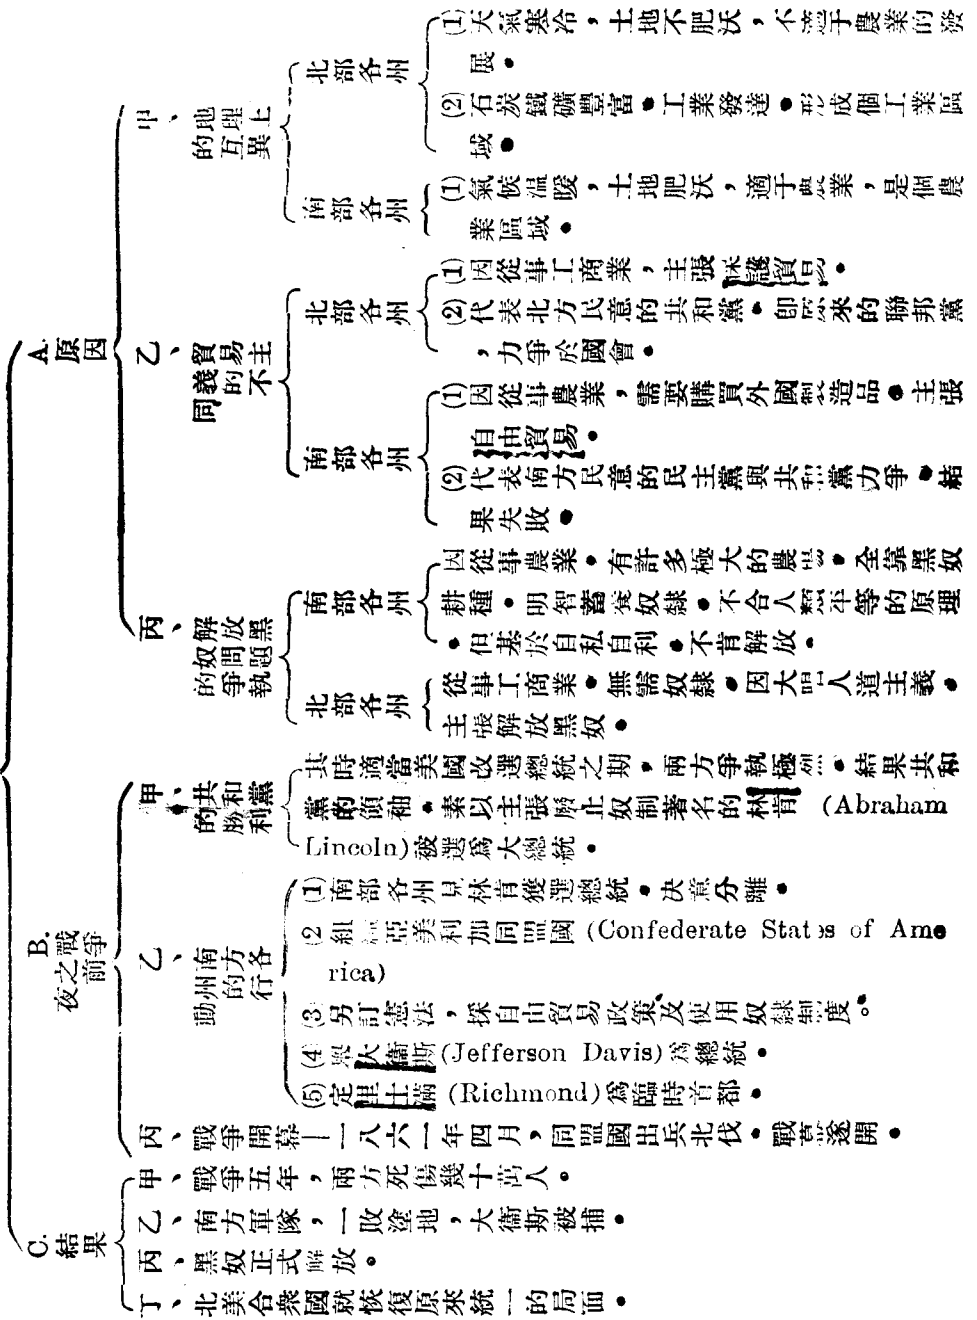 A. 原因
甲、地理上的互異
北部各州
(1) 天氣寒冷，土地不肥沃，不適于農業的發
展。
(2) 石炭鐵礦豐富。工業發達。形成個工業區
域。
南部各州
(1) 氣候溫暖，土地肥沃，適于農業，是個農
業區域。
乙、貿易的不同主義
北部各州
(1) 因從事工商業，主張保護貿易。
(2) 代表北方民意的共和黨。即後來的聯邦黨
，力爭於國會。
南部各州
(1) 因從事農業，需要購買外國製造品。主張
自由貿易。
(2) 代表南方民意的民主黨與共和黨力爭。結
果失敗。
丙、解放黑奴問題的爭執
南部各州
因從事農業。有許多極大的農場。全靠黑奴
耕種。明智蓄養奴隸。不合人類平等的原理
。但基於自私自利。不肯解放。
北部各州
從事工商業。無需奴隸。因大唱人道主義。
主張解放黑奴。
B. 戰爭之前夜
甲、共和黨的勝利
其時適當美國改選總統之期。兩方爭執極烈。結果共和
黨的領袖。素以主張廢止奴制著名的林肯 (Abraham
Lincoln) 被選爲大總統。
乙、南方各州的行動
(1) 南部各州見林肯獲選總統。決意分離。
(2 組織亞美利加同盟國 (Confederate States of Ame
rica)
(3) 另訂憲法，採自由貿易政策，及使用奴隸制度。
(4) 舉大衞斯 (Jefferson Davis) 爲總統。
(5) 定里士滿 (Richmond) 爲臨時首都。
丙、戰爭開幕——一八六一年四月，同盟國出兵北伐。戰幕遂開。
C. 結果
甲、戰爭五年，兩方死傷幾十萬人。
乙、南方軍隊，一敗塗地，大衞斯被捕。
丙、黑奴正式解放。
丁、北美合衆國就恢復原來統一的局面。